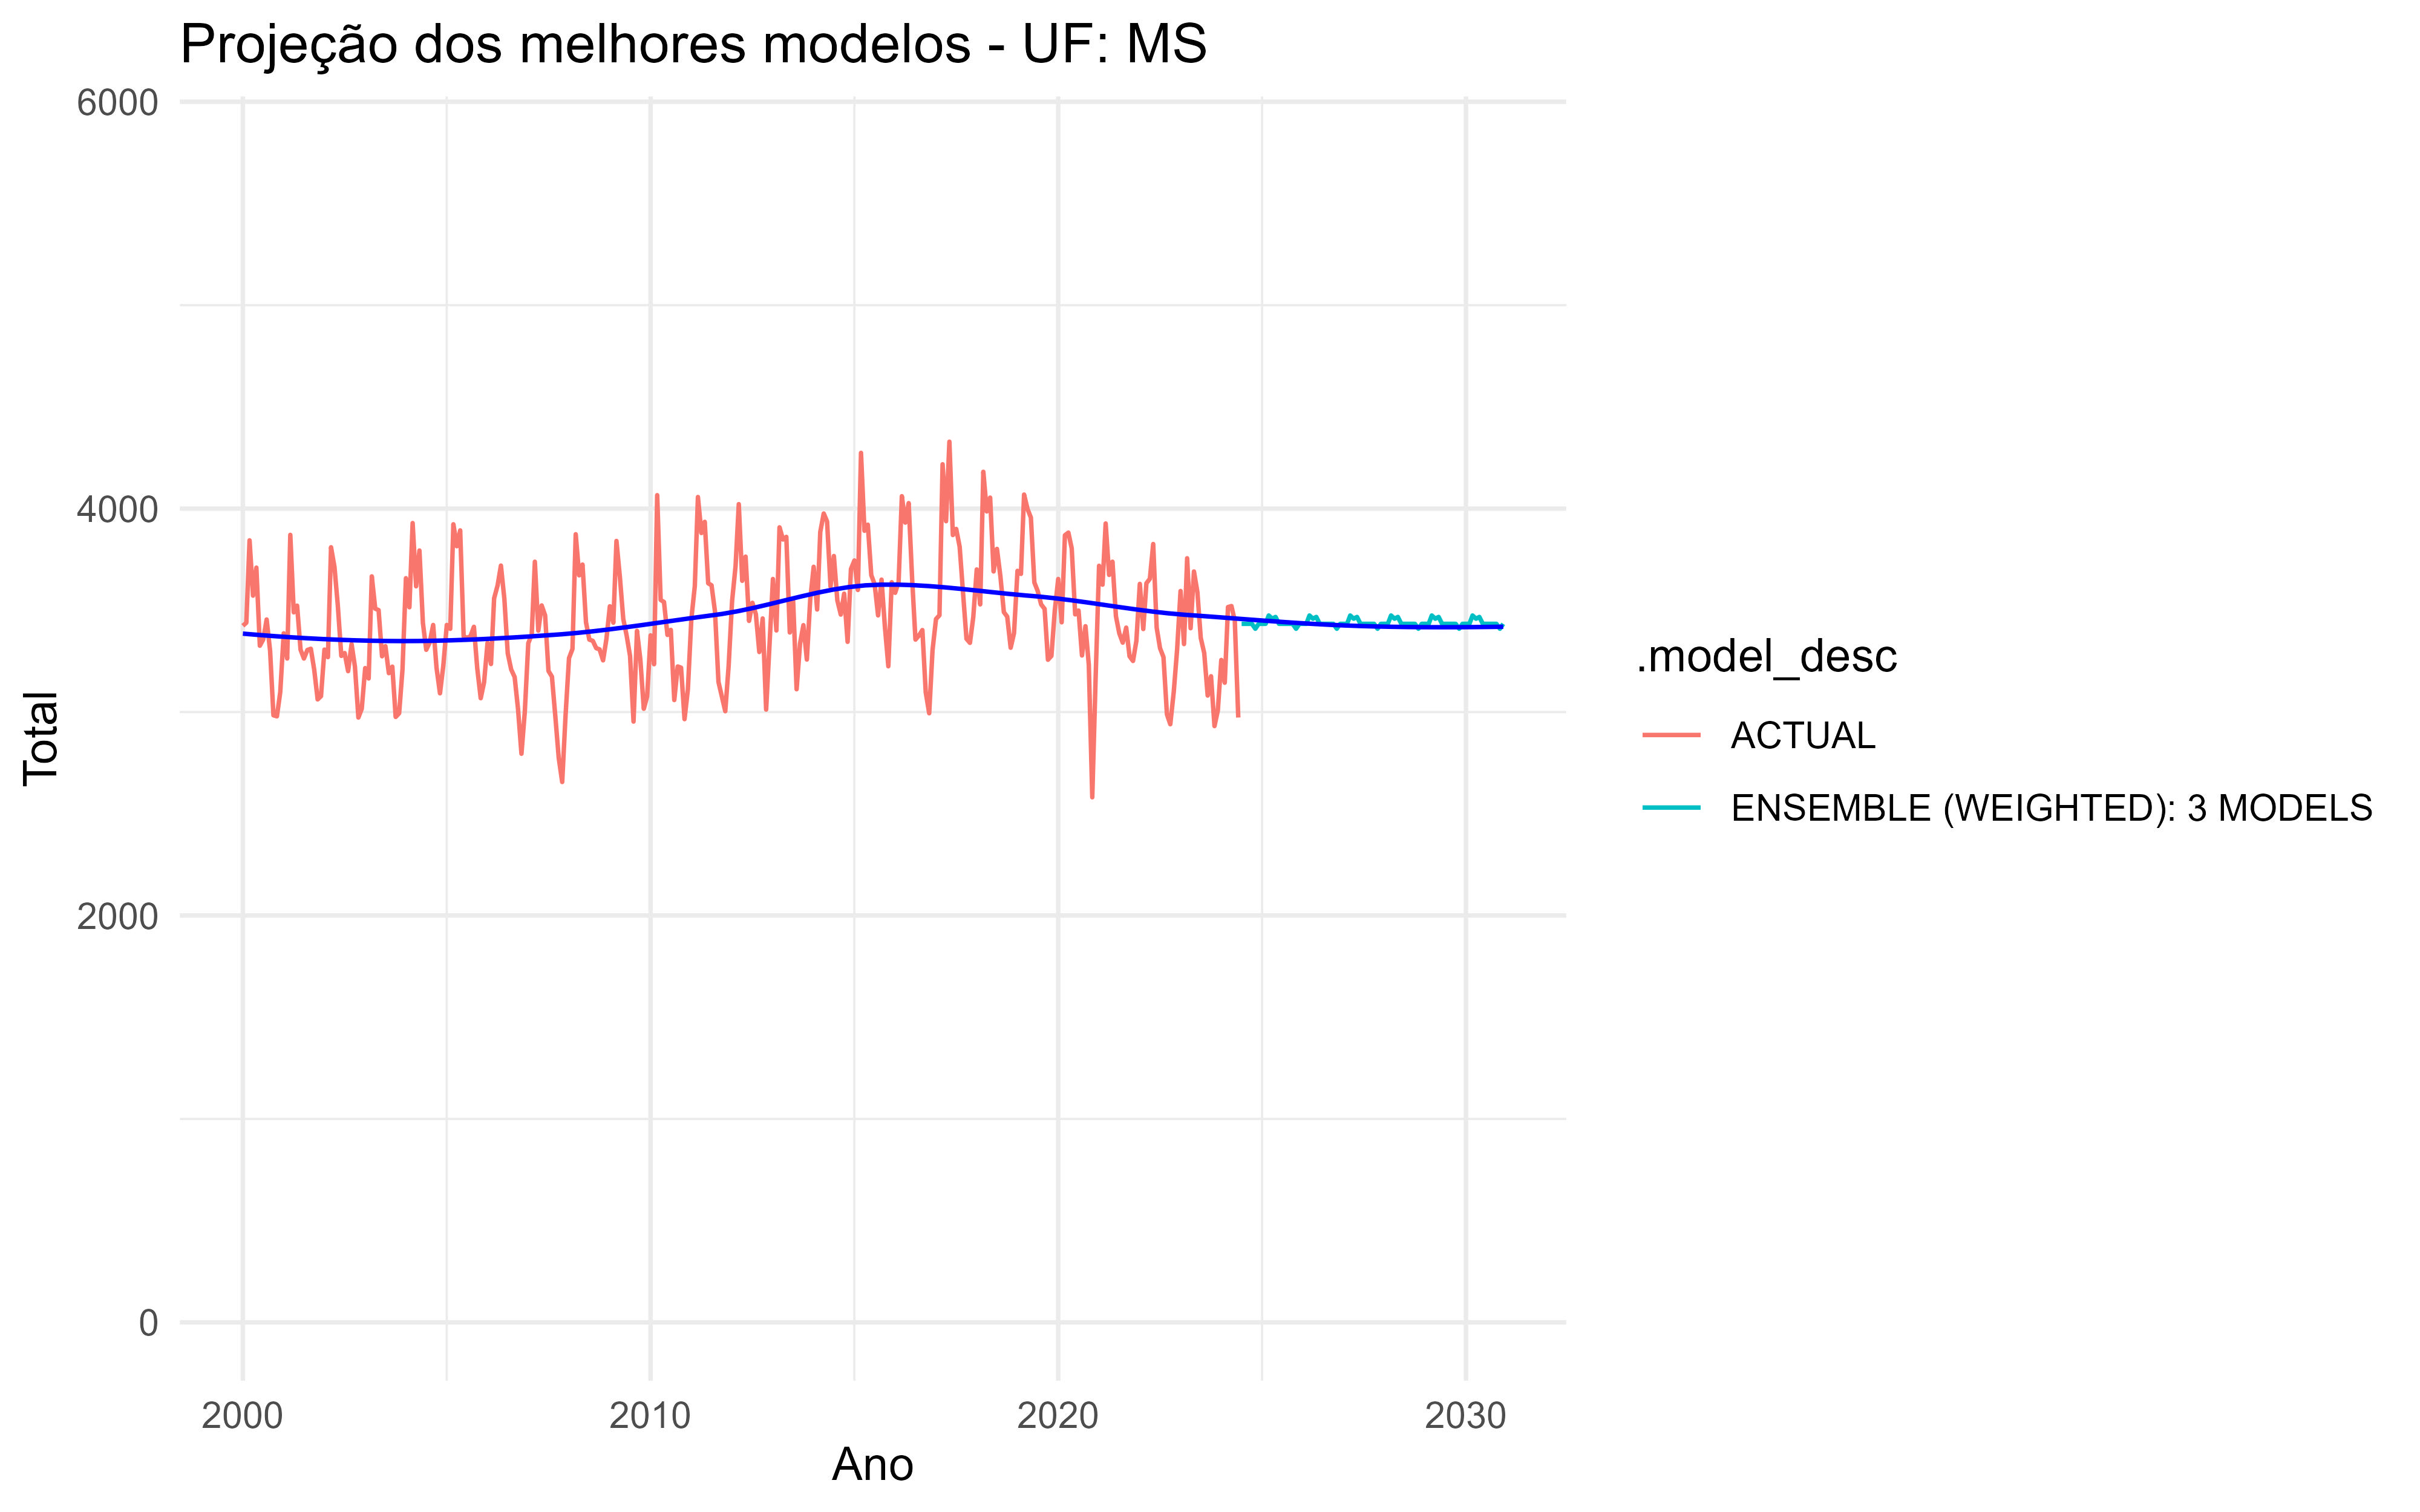 Projeção dos melhores modelos - UF: MS
6000
4000
2000
0
Total
2000
2010
2020
2030
Ano
.model_desc
ACTUAL
ENSEMBLE (WEIGHTED): 3 MODELS